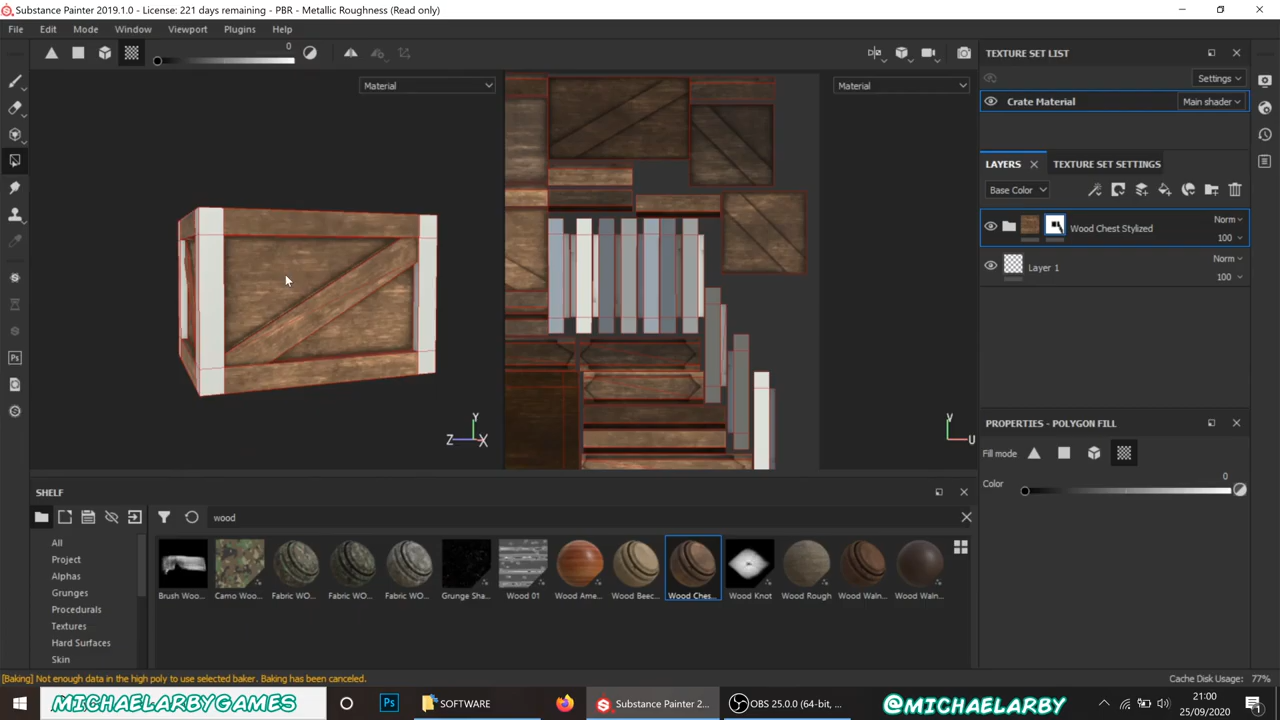 Substance Painter 2019.1.0 - License: 221 days remaining - PBR - Metallic Roughness (Read only)
File Edit Mode Window Viewport Plugins Help
0
Material
Material
Y
Z X
V
U
TEXTURE SET LIST
Settings
Crate Material Main shader
LAYERS TEXTURE SET SETTINGS
Base Color
Wood Chest Stylized Norm
100
Layer 1 Norm
100
PROPERTIES - POLYGON FILL
Fill mode
Color 0
SHELF
wood
All
Project
Alphas
Grunges
Procedurals
Textures
Hard Surfaces
Skin
Brush Woo... Camo Woo... Fabric WO... Fabric WO... Fabric WO... Grunge Sha... Wood 01 Wood Ame... Wood Beec... Wood Ches... Wood Knot Wood Rough Wood Waln... Wood Waln...
[Baking] Not enough data in the high poly to use selected baker. Baking has been canceled.
Cache Disk Usage: 77%
MICHAELARBYGAMES
Ps
SOFTWARE
Substance Painter 2...
OBS 25.0.0 (64-bit, ...
@MICHAELARBY
21:00
25/09/2020
1